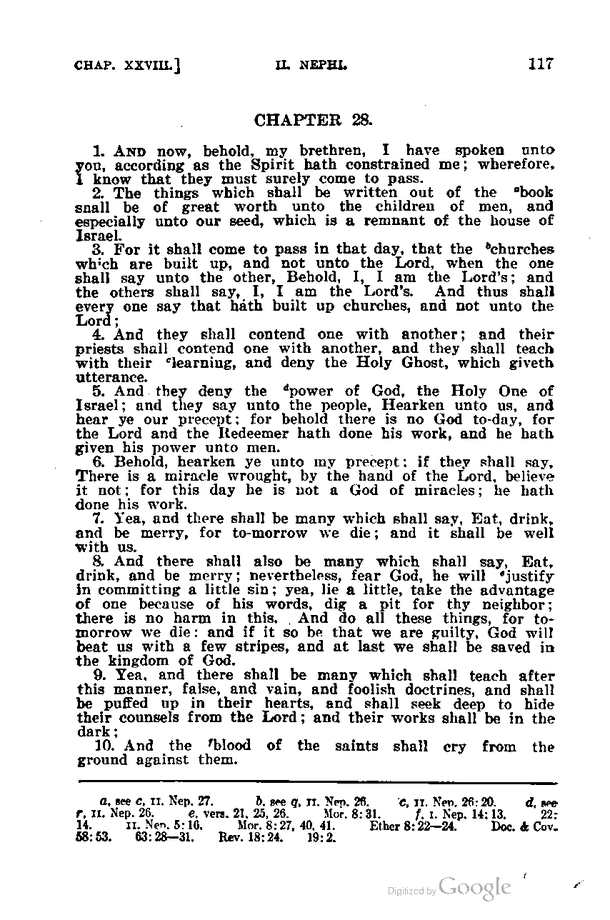 CHAP. XXVIII.] II. NEPHI. 117
CHAPTER 28.
1. AND now, behold, my brethren, I have spoken unto
you, according as the Spirit hath constrained me; wherefore,
I know that they must surely come to pass.
2. The things which shall be written out of the ᵃbook
snall be of great worth unto the children of men, and
especially unto our seed, which is a remnant of the house of
Israel.
3. For it shall come to pass in that day, that the ᵇchurches
which are built up, and not unto the Lord, when the one
shall say unto the other, Behold, I, I am the Lord's; and
the others shall say, I, I am the Lord's. And thus shall
every one say that hath built up churches, and not unto the
Lord;
4. And they shall contend one with another; and their
priests shall contend one with another, and they shall teach
with their ᶜlearning, and deny the Holy Ghost, which giveth
utterance.
5. And they deny the ᵈpower of God, the Holy One of
Israel; and they say unto the people, Hearken unto us, and
hear ye our precept; for behold there is no God to-day, for
the Lord and the Redeemer hath done his work, and he hath
given his power unto men.
6. Behold, hearken ye unto my precept: if they shall say,
There is a miracle wrought, by the hand of the Lord, believe
it not; for this day he is not a God of miracles; he hath
done his work.
7. Yea, and there shall be many which shall say, Eat, drink,
and be merry, for to-morrow we die; and it shall be well
with us.
8. And there shall also be many which shall say, Eat,
drink, and be merry; nevertheless, fear God, he will ᵉjustify
in committing a little sin; yea, lie a little, take the advantage
of one because of his words, dig a pit for thy neighbor;
there is no harm in this. And do all these things, for to-
morrow we die: and if it so be that we are guilty, God will
beat us with a few stripes, and at last we shall be saved in
the kingdom of God.
9. Yea, and there shall be many which shall teach after
this manner, false, and vain, and foolish doctrines, and shall
be puffed up in their hearts, and shall seek deep to hide
their counsels from the Lord; and their works shall be in the
dark;
10. And the ᶠblood of the saints shall cry from the
ground against them.
a, see c, II. Nep. 27. b, see q, II. Nep. 26. c, II. Nep. 26:20. d, see
r, II. Nep. 26. e, vers. 21, 25, 26. Mor. 8:31. f, I. Nep. 14:13. 22:
14. II. Nep. 5:16. Mor. 8:27, 40, 41. Ether 8:22—24. Doc. & Cov.
58:53. 63:28—31. Rev. 18:24. 19:2.
Digitized by Google